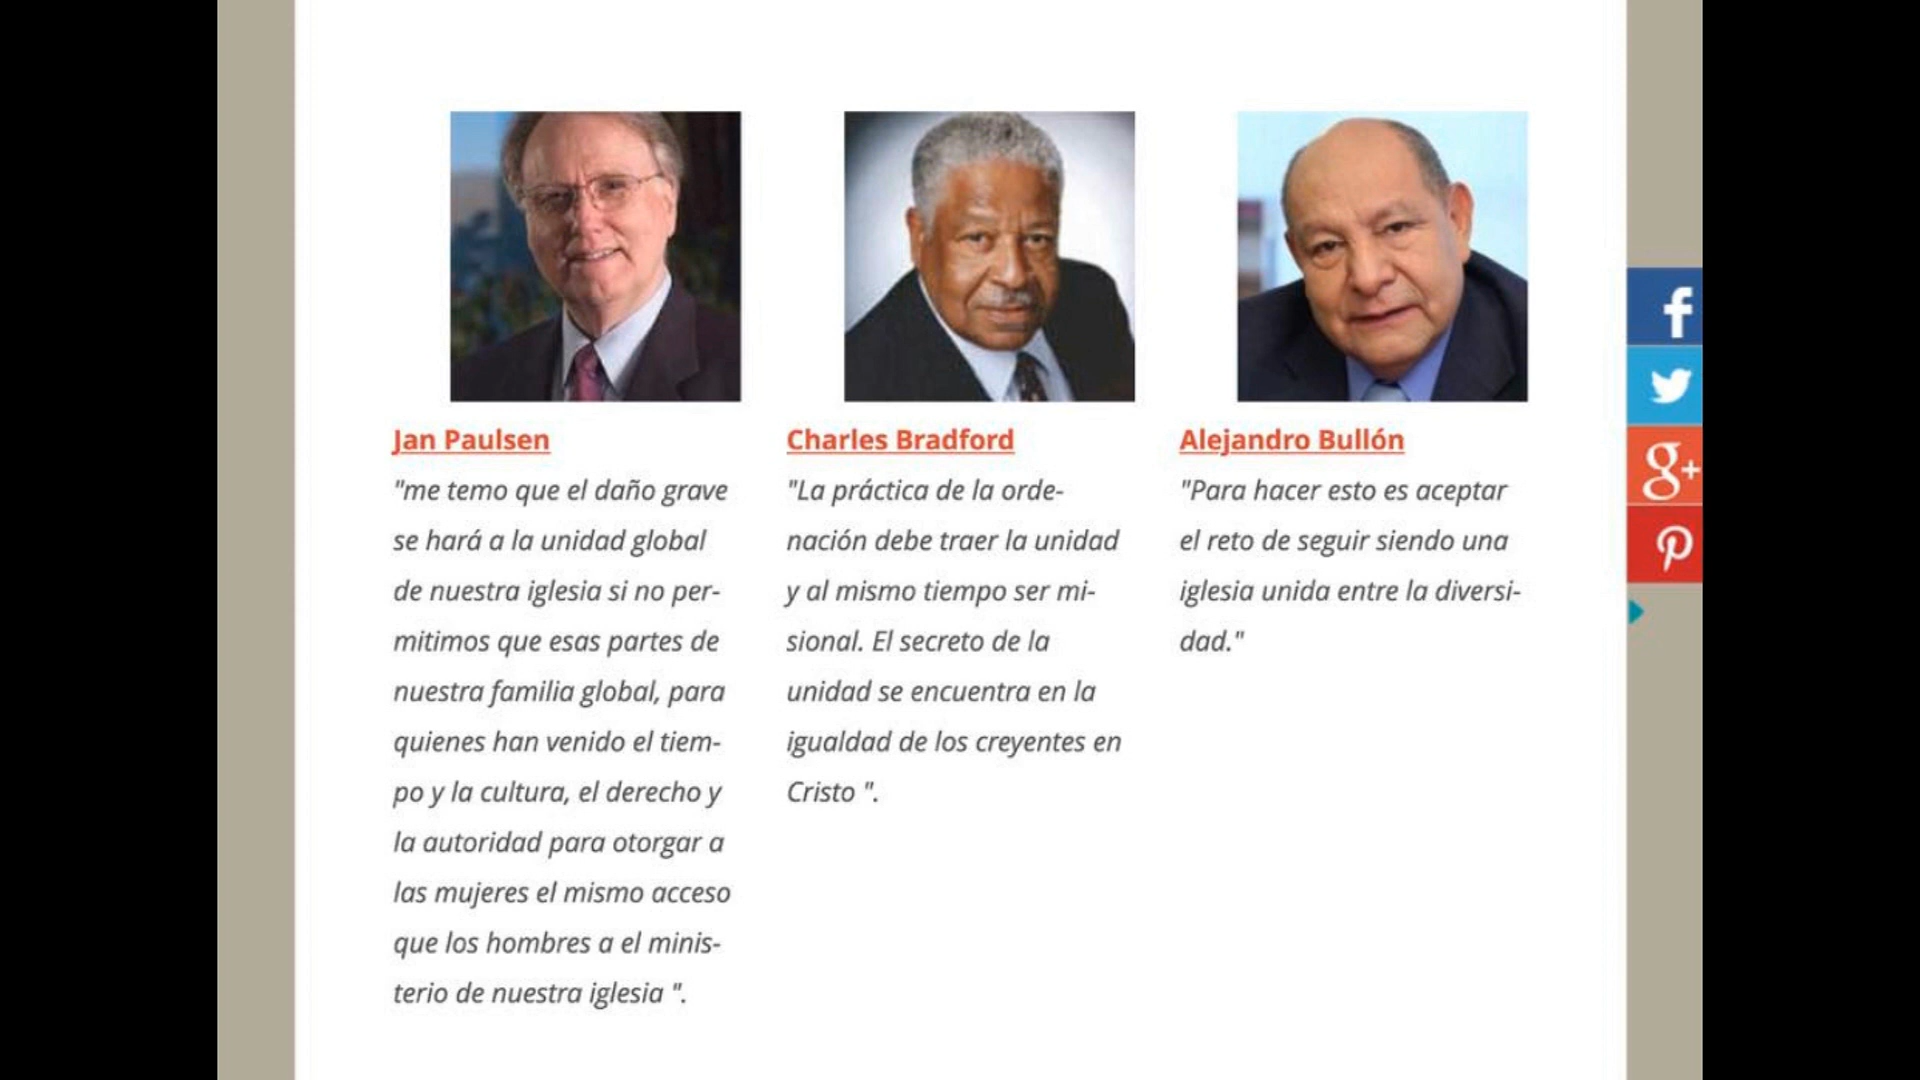 Jan Paulsen
"me temo que el daño grave
se hará a la unidad global
de nuestra iglesia si no per-
mitimos que esas partes de
nuestra familia global, para
quienes han venido el tiem-
po y la cultura, el derecho y
la autoridad para otorgar a
las mujeres el mismo acceso
que los hombres a el minis-
terio de nuestra iglesia ".
Charles Bradford
"La práctica de la orde-
nación debe traer la unidad
y al mismo tiempo ser mi-
sional. El secreto de la
unidad se encuentra en la
igualdad de los creyentes en
Cristo ".
Alejandro Bullón
"Para hacer esto es aceptar
el reto de seguir siendo una
iglesia unida entre la diversi-
dad."
f
g+